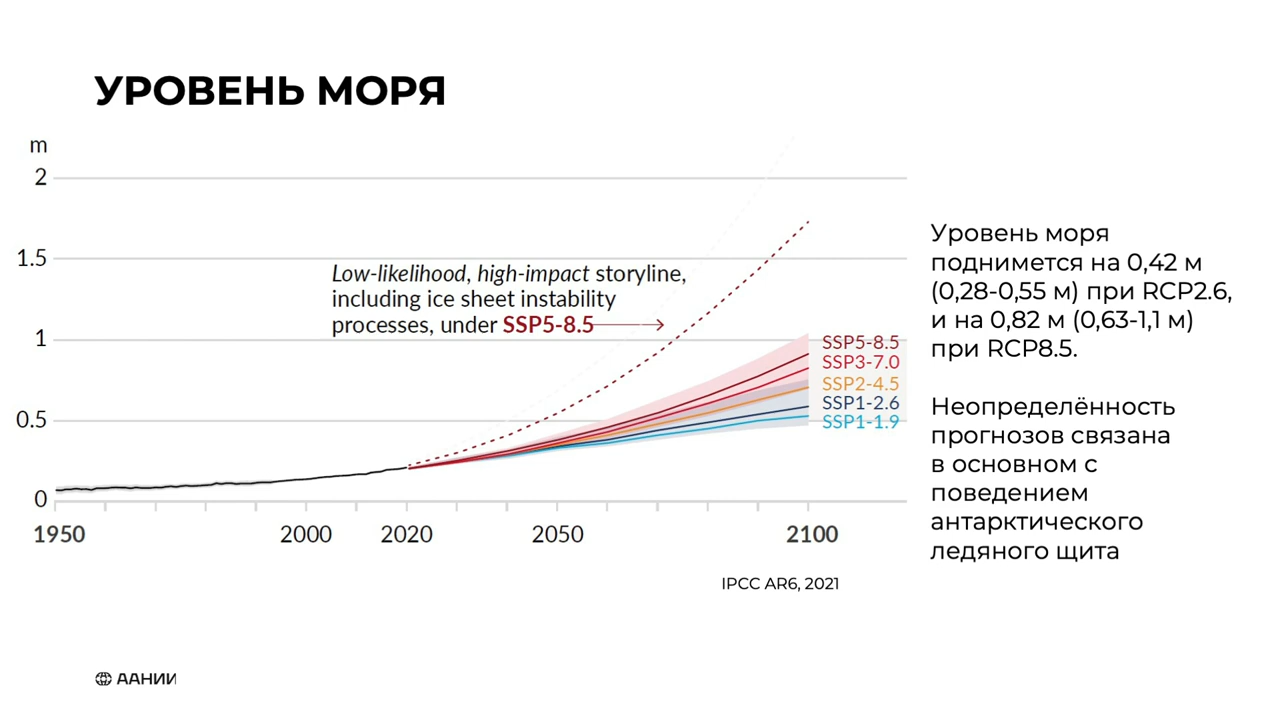 УРОВЕНЬ МОРЯ
m
2
1.5
1
0.5
0
Low-likelihood, high-impact storyline,
including ice sheet instability
processes, under SSP5-8.5
SSP5-8.5
SSP3-7.0
SSP2-4.5
SSP1-2.6
SSP1-1.9
1950
2000
2020
2050
2100
IPCC AR6, 2021
Уровень моря
поднимется на 0,42 м
(0,28-0,55 м) при RCP2.6,
и на 0,82 м (0,63-1,1 м)
при RCP8.5.
Неопределённость
прогнозов связана
в основном с
поведением
антарктического
ледяного щита
ААНИИ